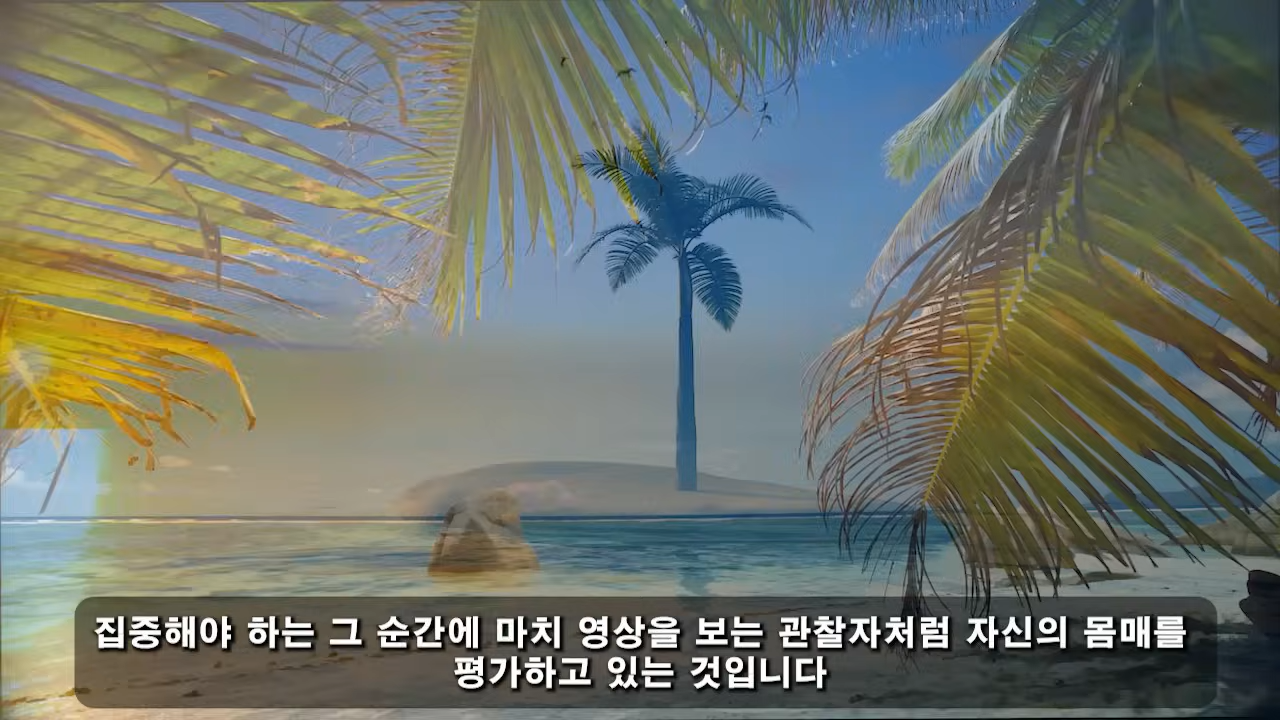 집중해야 하는 그 순간에 마치 영상을 보는 관찰자처럼 자신의 몸매를
평가하고 있는 것입니다